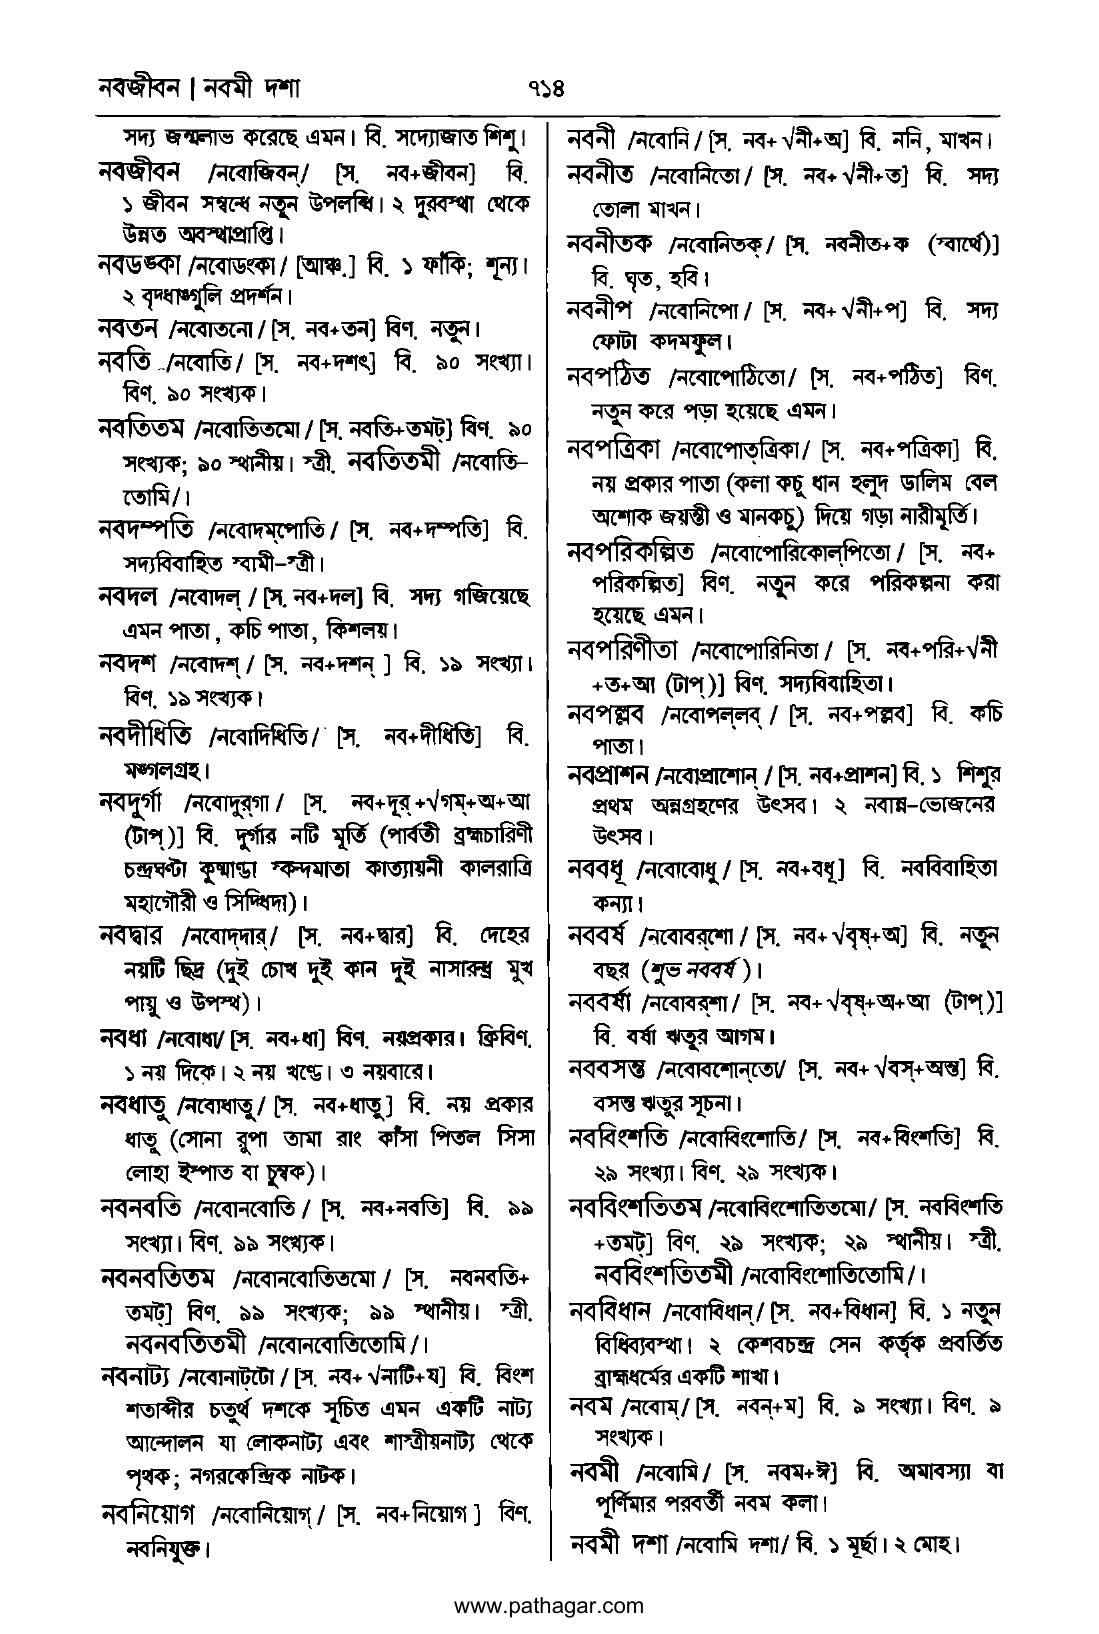 নবজীবন | নবমী দশা
৭১৪
সদ্য জন্মলাভ করেছে এমন। বি. সদ্যোজাত শিশু।
নবজীবন /নবোজিবন্/ [স. নব+জীবন] বি.
১ জীবন সম্বন্ধে নতুন উপলব্ধি। ২ দুরবস্থা থেকে
উন্নত অবস্থাপ্রাপ্তি।
নবডঙ্কা /নবোডংকা/ [আঞ্চ.] বি. ১ ফাঁকি; শূন্য।
২ বৃদ্ধাঙ্গুলি প্রদর্শন।
নবতন /নবোতনো/ [স. নব+তন] বিণ. নতুন।
নবতি /নবোতি/ [স. নব+দশৎ] বি. ৯০ সংখ্যা।
বিণ. ৯০ সংখ্যক।
নবতিতম /নবোতিতমো/ [স. নবতি+তমট্] বিণ. ৯০
সংখ্যক; ৯০ স্থানীয়। স্ত্রী. নবতিতমী /নবোতি–
তোমি/।
নবদম্পতি /নবোদম্পোতি/ [স. নব+দম্পতি] বি.
সদ্যবিবাহিত স্বামী–স্ত্রী।
নবদল /নবোদল্/ [স. নব+দল] বি. সদ্য গজিয়েছে
এমন পাতা, কচি পাতা, কিশলয়।
নবদশ /নবোদশ্/ [স. নব+দশন্ ] বি. ১৯ সংখ্যা।
বিণ. ১৯ সংখ্যক।
নবদীধিতি /নবোদিধিতি/ [স. নব+দীধিতি] বি.
মঙ্গলগ্রহ।
নবদুর্গা /নবোদুর্গা/ [স. নব+দূর্+√গম্+অ+আ
(টাপ্)] বি. দুর্গার নটি মূর্তি (পার্বতী ব্রহ্মচারিণী
চন্দ্রঘণ্টা কুষ্মাণ্ডা স্কন্দমাতা কাত্যায়নী কালরাত্রি
মহাগৌরী ও সিদ্ধিদা)।
নবদ্বার /নবোদ্দার্/ [স. নব+দ্বার] বি. দেহের
নয়টি ছিদ্র (দুই চোখ দুই কান দুই নাসারন্ধ্র মুখ
পায়ু ও উপস্থ)।
নবধা /নবোধা/ [স. নব+ধা] বিণ. নয়প্রকার। ক্রিবিণ.
১ নয় দিকে। ২ নয় খণ্ডে। ৩ নয়বারে।
নবধাতু /নবোধাতু/ [স. নব+ধাতু] বি. নয় প্রকার
ধাতু (সোনা রুপা তামা রাং কাঁসা পিতল সিসা
লোহা ইস্পাত বা চুম্বক)।
নবনবতি /নবোনবোতি/ [স. নব+নবতি] বি. ৯৯
সংখ্যা। বিণ. ৯৯ সংখ্যক।
নবনবতিতম /নবোনবোতিতমো/ [স. নবনবতি+
তমট্] বিণ. ৯৯ সংখ্যক; ৯৯ স্থানীয়। স্ত্রী.
নবনবতিতমী /নবোনবোতিতোমি/।
নবনাট্য /নবোনাট্‌টো/ [স. নব+√নাটি+য] বি. বিংশ
শতাব্দীর চতুর্থ দশকে সূচিত এমন একটি নাট্য
আন্দোলন যা লোকনাট্য এবং শাস্ত্রীয়নাট্য থেকে
পৃথক; নগরকেন্দ্রিক নাটক।
নবনিয়োগ /নবোনিয়োগ্/ [স. নব+নিয়োগ] বিণ.
নবনিযুক্ত।
নবনী /নবোনি/ [স. নব+√নী+অ] বি. ননি, মাখন।
নবনীত /নবোনিতো/ [স. নব+√নী+ত] বি. সদ্য
তোলা মাখন।
নবনীতক /নবোনিতক্/ [স. নবনীত+ক (স্বার্থে)]
বি. ঘৃত, হবি।
নবনীপ /নবোনিপো/ [স. নব+√নী+প] বি. সদ্য
ফোটা কদমফুল।
নবপঠিত /নবোপোঠিতো/ [স. নব+পঠিত] বিণ.
নতুন করে পড়া হয়েছে এমন।
নবপত্রিকা /নবোপোত্‌ত্রিকা/ [স. নব+পত্রিকা] বি.
নয় প্রকার পাতা (কলা কচু ধান হলুদ ডালিম বেল
অশোক জয়ন্তী ও মানকচু) দিয়ে গড়া নারীমূর্তি।
নবপরিকল্পিত /নবোপোরিকোল্‌পিতো/ [স. নব+
পরিকল্পিত] বিণ. নতুন করে পরিকল্পনা করা
হয়েছে এমন।
নবপরিণীতা /নবোপোরিনিতা/ [স. নব+পরি+√নী
+ত+আ (টাপ্)] বিণ. সদ্যবিবাহিতা।
নবপল্লব /নবোপল্‌লব্/ [স. নব+পল্লব] বি. কচি
পাতা।
নবপ্রাশন /নবোপ্রাশোন্/ [স. নব+প্রাশন] বি. ১ শিশুর
প্রথম অন্নগ্রহণের উৎসব। ২ নবান্ন–ভোজনের
উৎসব।
নববধূ /নবোবোধু/ [স. নব+বধূ] বি. নববিবাহিতা
কন্যা।
নববর্ষ /নবোবর্‌শো/ [স. নব+√বৃষ্+অ] বি. নতুন
বছর (শুভ নববর্ষ)।
নববর্ষা /নবোবর্‌শা/ [স. নব+√বৃষ্+অ+আ (টাপ্)]
বি. বর্ষা ঋতুর আগম।
নববসন্ত /নবোবশোন্‌তো/ [স. নব+√বস্+অন্ত] বি.
বসন্ত ঋতুর সূচনা।
নববিংশতি /নবোবিংশোতি/ [স. নব+বিংশতি] বি.
২৯ সংখ্যা। বিণ. ২৯ সংখ্যক।
নববিংশতিতম /নবোবিংশোতিতমো/ [স. নববিংশতি
+তমট্] বিণ. ২৯ সংখ্যক; ২৯ স্থানীয়। স্ত্রী.
নববিংশতিতমী /নবোবিংশোতিতোমি/।
নববিধান /নবোবিধান্/ [স. নব+বিধান] বি. ১ নতুন
বিধিব্যবস্থা। ২ কেশবচন্দ্র সেন কর্তৃক প্রবর্তিত
ব্রাহ্মধর্মের একটি শাখা।
নবম /নবোম্/ [স. নবন্+ম] বি. ৯ সংখ্যা। বিণ. ৯
সংখ্যক।
নবমী /নবোমি/ [স. নবম+ঈ] বি. অমাবস্যা বা
পূর্ণিমার পরবর্তী নবম কলা।
নবমী দশা /নবোমি দশা/ বি. ১ মূর্ছা। ২ মোহ।
www.pathagar.com